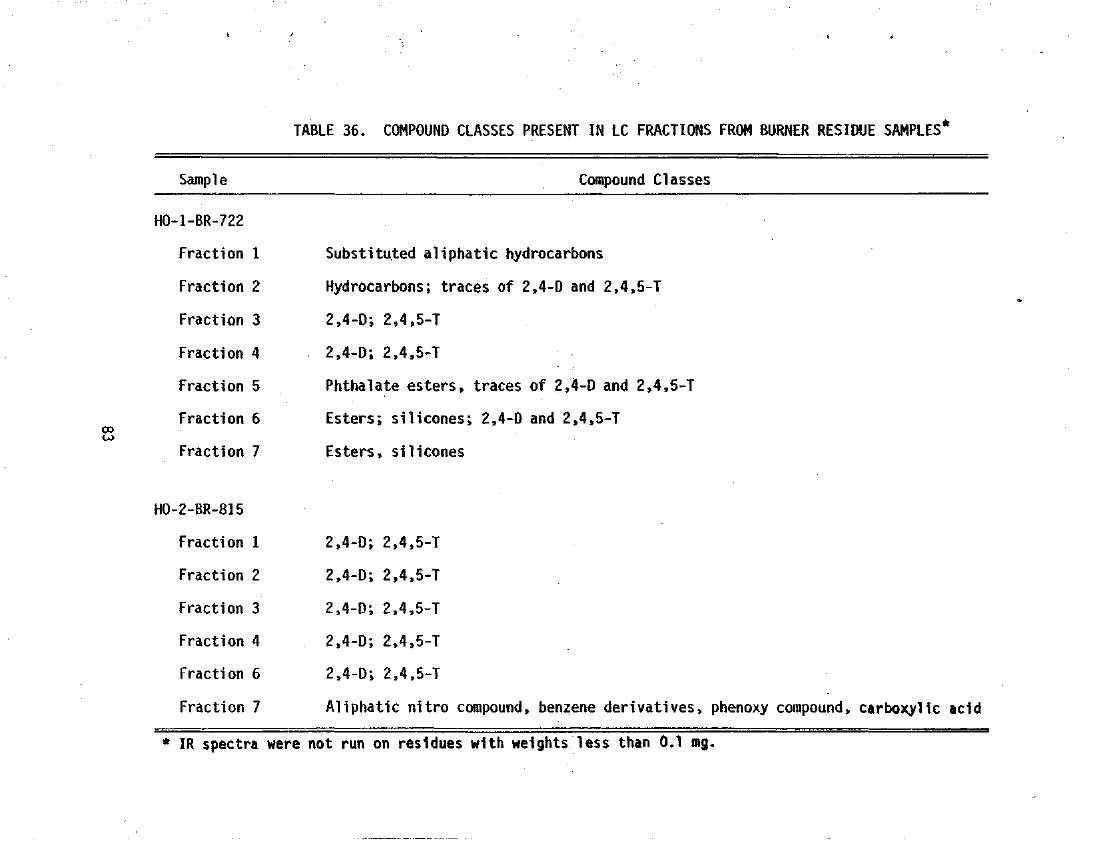 TABLE 36. COMPOUND CLASSES PRESENT IN LC FRACTIONS FROM BURNER RESIDUE SAMPLES*
Sample Compound Classes
HO-1-BR-722
Fraction 1 Substituted aliphatic hydrocarbons
Fraction 2 Hydrocarbons; traces of 2,4-D and 2,4,5-T
Fraction 3 2,4-D; 2,4,5-T
Fraction 4 2,4-D; 2,4,5-T
Fraction 5 Phthalate esters, traces of 2,4-D and 2,4,5-T
Fraction 6 Esters; silicones; 2,4-D and 2,4,5-T
Fraction 7 Esters, silicones
HO-2-BR-815
Fraction 1 2,4-D; 2,4,5-T
Fraction 2 2,4-D; 2,4,5-T
Fraction 3 2,4-D; 2,4,5-T
Fraction 4 2,4-D; 2,4,5-T
Fraction 6 2,4-D; 2,4,5-T
Fraction 7 Aliphatic nitro compound, benzene derivatives, phenoxy compound, carboxylic acid
* IR spectra were not run on residues with weights less than 0.1 mg.
83